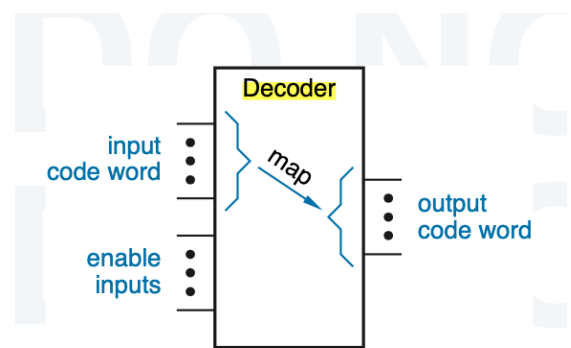 Decoder
input
code word
map
output
code word
enable
inputs